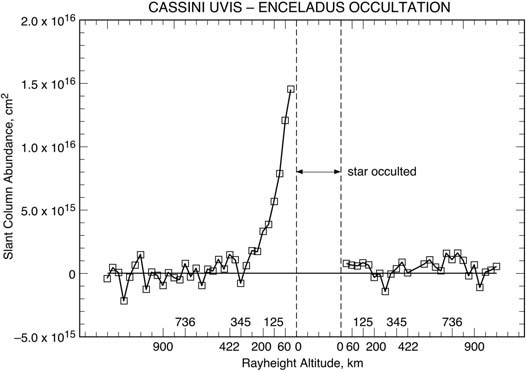 CASSINI UVIS – ENCELADUS OCCULTATION
2.0 x 10^16
1.5 x 10^16
10^16
5.0 x 10^15
0
–5.0 x 10^15
Slant Column Abundance, cm^2
star occulted
736 345 125 125 345 736
900 422 200 60 0 0 60 200 422 900
Rayheight Altitude, km